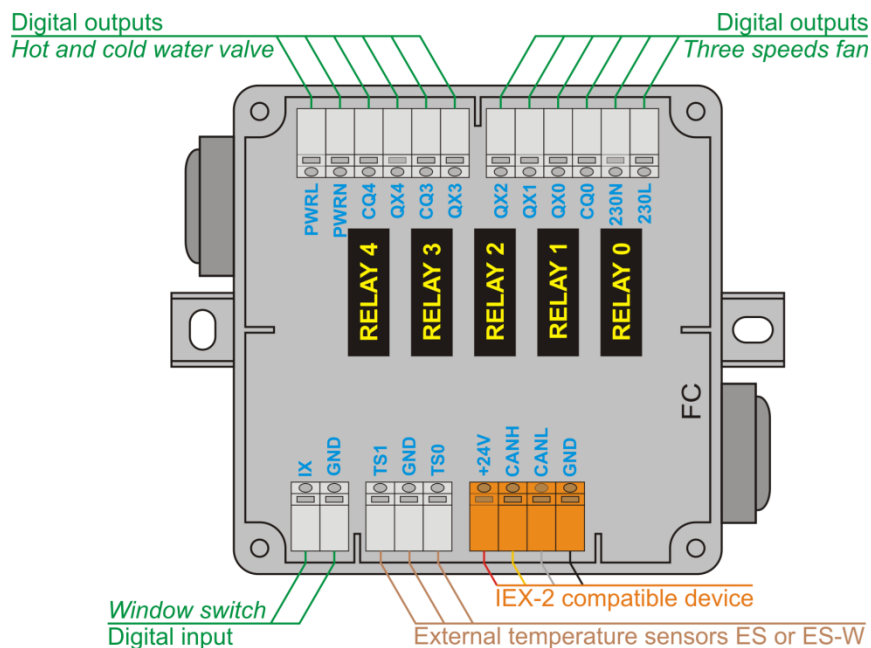 Digital outputs
Hot and cold water valve
Digital outputs
Three speeds fan
PWRL
PWRN
CQ4
QX4
CQ3
QX3
QX2
QX1
QX0
CQ0
230N
230L
RELAY 4
RELAY 3
RELAY 2
RELAY 1
RELAY 0
FC
IX
GND
TS1
GND
TS0
+24V
CANH
CANL
GND
IEX-2 compatible device
Window switch
Digital input
External temperature sensors ES or ES-W